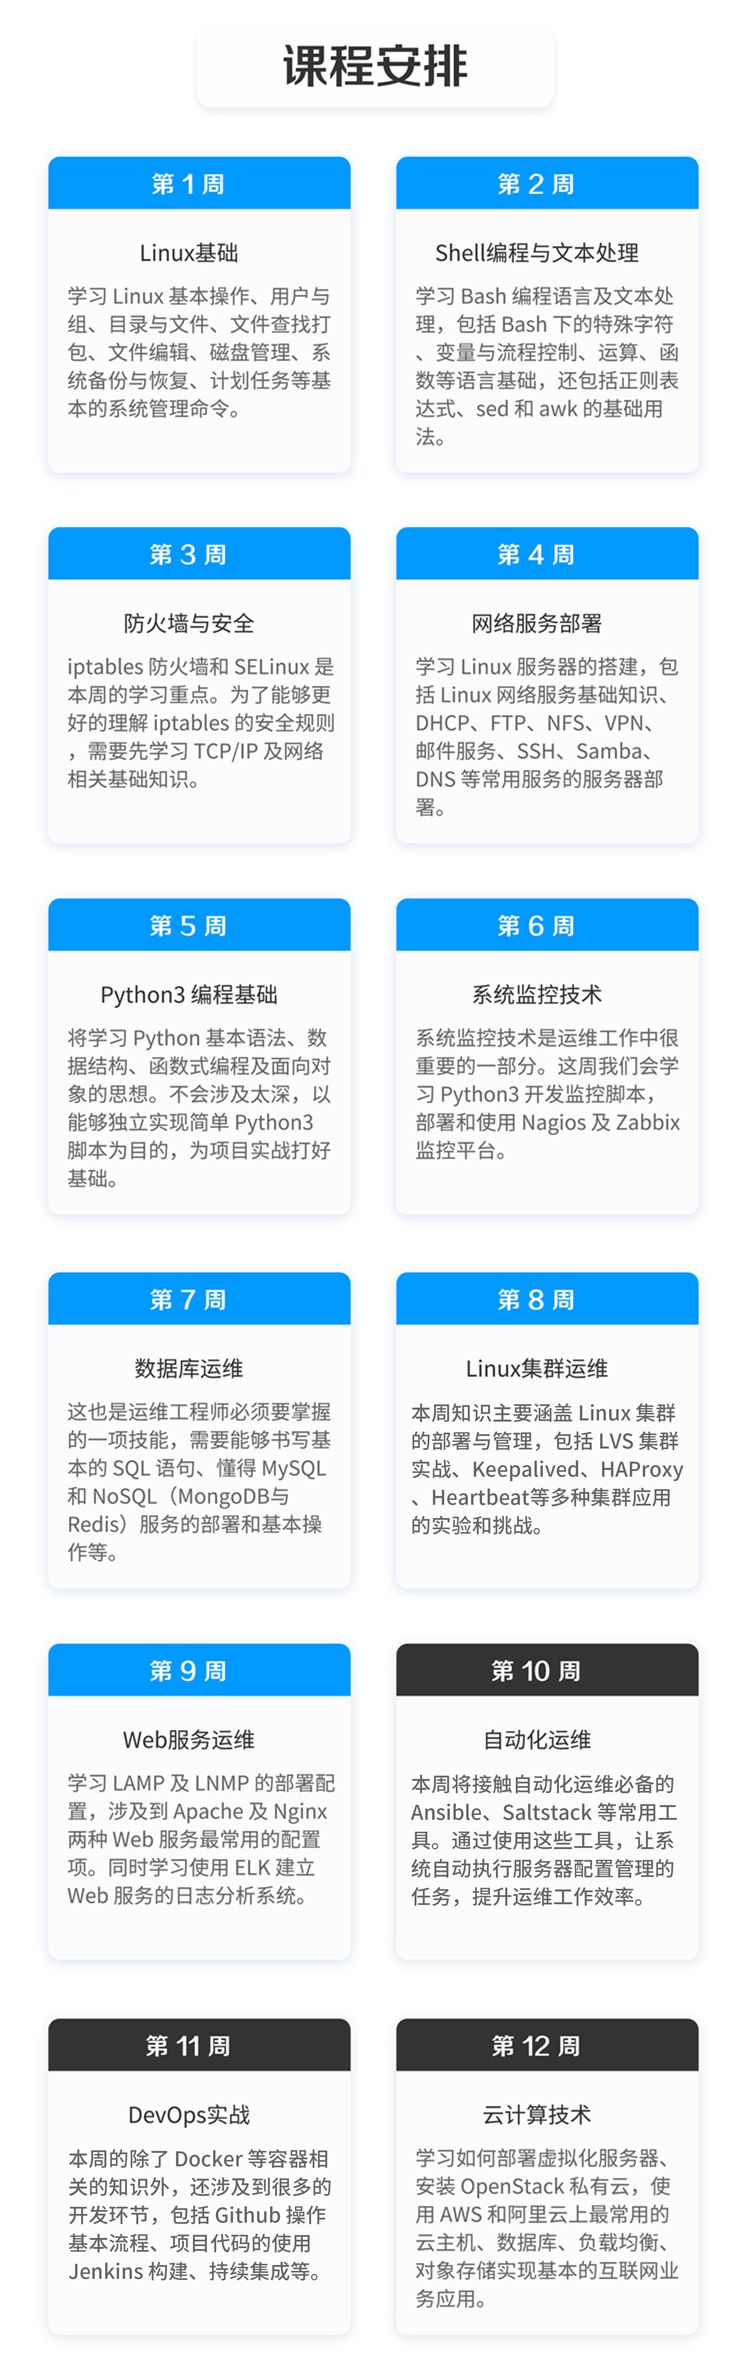 课程安排
第 1 周
Linux基础
学习 Linux 基本操作、用户与
组、目录与文件、文件查找打
包、文件编辑、磁盘管理、系
统备份与恢复、计划任务等基
本的系统管理命令。
第 2 周
Shell编程与文本处理
学习 Bash 编程语言及文本处
理，包括 Bash 下的特殊字符
、变量与流程控制、运算、函
数等语言基础，还包括正则表
达式、sed 和 awk 的基础用
法。
第 3 周
防火墙与安全
iptables 防火墙和 SELinux 是
本周的学习重点。为了能够更
好的理解 iptables 的安全规则
，需要先学习 TCP/IP 及网络
相关基础知识。
第 4 周
网络服务部署
学习 Linux 服务器的搭建，包
括 Linux 网络服务基础知识、
DHCP、FTP、NFS、VPN、
邮件服务、SSH、Samba、
DNS 等常用服务的服务器部
署。
第 5 周
Python3 编程基础
将学习 Python 基本语法、数
据结构、函数式编程及面向对
象的思想。不会涉及太深，以
能够独立实现简单 Python3
脚本为目的，为项目实战打好
基础。
第 6 周
系统监控技术
系统监控技术是运维工作中很
重要的一部分。这周我们会学
习 Python3 开发监控脚本，
部署和使用 Nagios 及 Zabbix
监控平台。
第 7 周
数据库运维
这也是运维工程师必须要掌握
的一项技能，需要能够书写基
本的 SQL 语句、懂得 MySQL
和 NoSQL（MongoDB与
Redis）服务的部署和基本操
作等。
第 8 周
Linux集群运维
本周知识主要涵盖 Linux 集群
的部署与管理，包括 LVS 集群
实战、Keepalived、HAProxy
、Heartbeat等多种集群应用
的实验和挑战。
第 9 周
Web服务运维
学习 LAMP 及 LNMP 的部署配
置，涉及到 Apache 及 Nginx
两种 Web 服务最常用的配置
项。同时学习使用 ELK 建立
Web 服务的日志分析系统。
第 10 周
自动化运维
本周将接触自动化运维必备的
Ansible、Saltstack 等常用工
具。通过使用这些工具，让系
统自动执行服务器配置管理的
任务，提升运维工作效率。
第 11 周
DevOps实战
本周的除了 Docker 等容器相
关的知识外，还涉及到很多的
开发环节，包括 Github 操作
基本流程、项目代码的使用
Jenkins 构建、持续集成等。
第 12 周
云计算技术
学习如何部署虚拟化服务器、
安装 OpenStack 私有云，使
用 AWS 和阿里云上最常用的
云主机、数据库、负载均衡、
对象存储实现基本的互联网业
务应用。